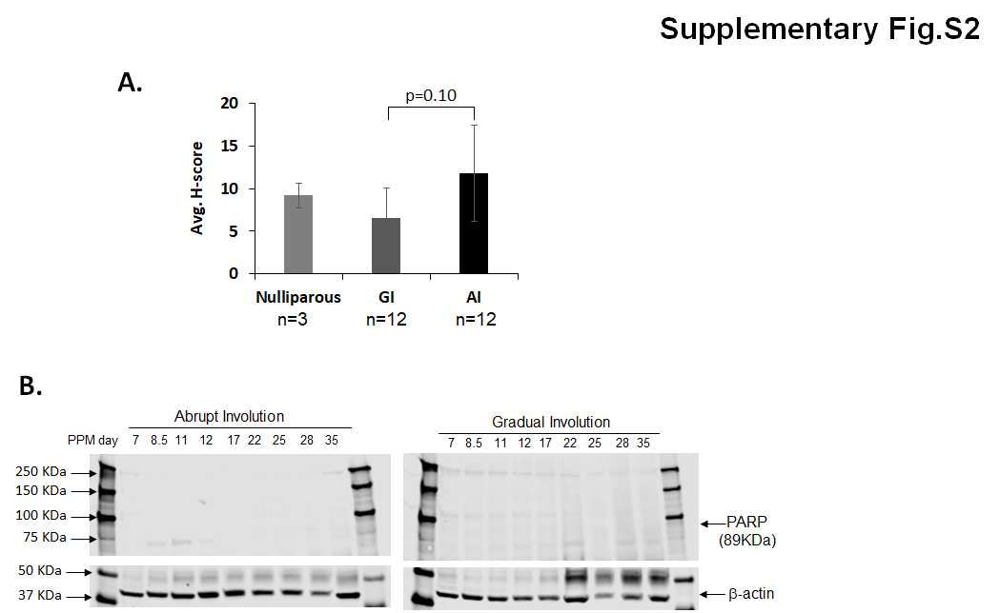 Supplementary Fig.S2
A.
p=0.10
20
15
10
5
0
Avg. H-score
Nulliparous GI AI
n=3 n=12 n=12
B.
Abrupt Involution
Gradual Involution
PPM day 7 8.5 11 12 17 22 25 28 35
7 8.5 11 12 17 22 25 28 35
250 KDa
150 KDa
100 KDa
75 KDa
50 KDa
37 KDa
PARP
(89KDa)
β-actin